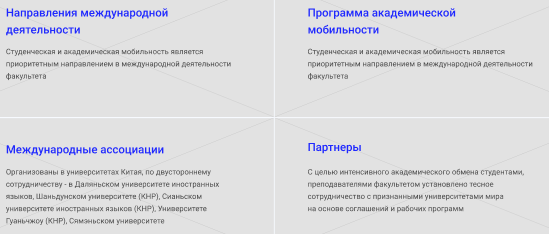 Направления международной
деятельности
Студенческая и академическая мобильность является
приоритетным направлением в международной деятельности
факультета
Программа академической
мобильности
Студенческая и академическая мобильность является
приоритетным направлением в международной деятельности
факультета
Международные ассоциации
Организованы в университетах Китая, по двустороннему
сотрудничеству - в Даляньском университете иностранных
языков, Шаньдунском университете (КНР), Сианьском
университете иностранных языков (КНР), Университете
Гуаньчжоу (КНР), Сямэньском университете
Партнеры
С целью интенсивного академического обмена студентами,
преподавателями факультетом установлено тесное
сотрудничество с признанными университетами мира
на основе соглашений и рабочих программ